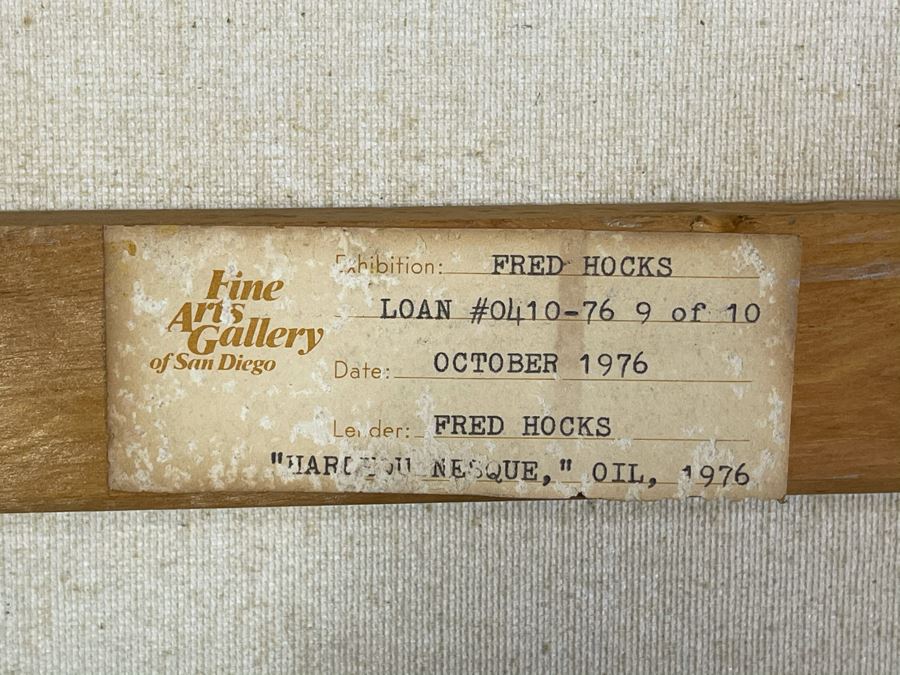 Fine
Arts
Gallery
of San Diego
Exhibition: FRED HOCKS
LOAN #0410-76 9 of 10
Date: OCTOBER 1976
Lender: FRED HOCKS
OIL, 1976